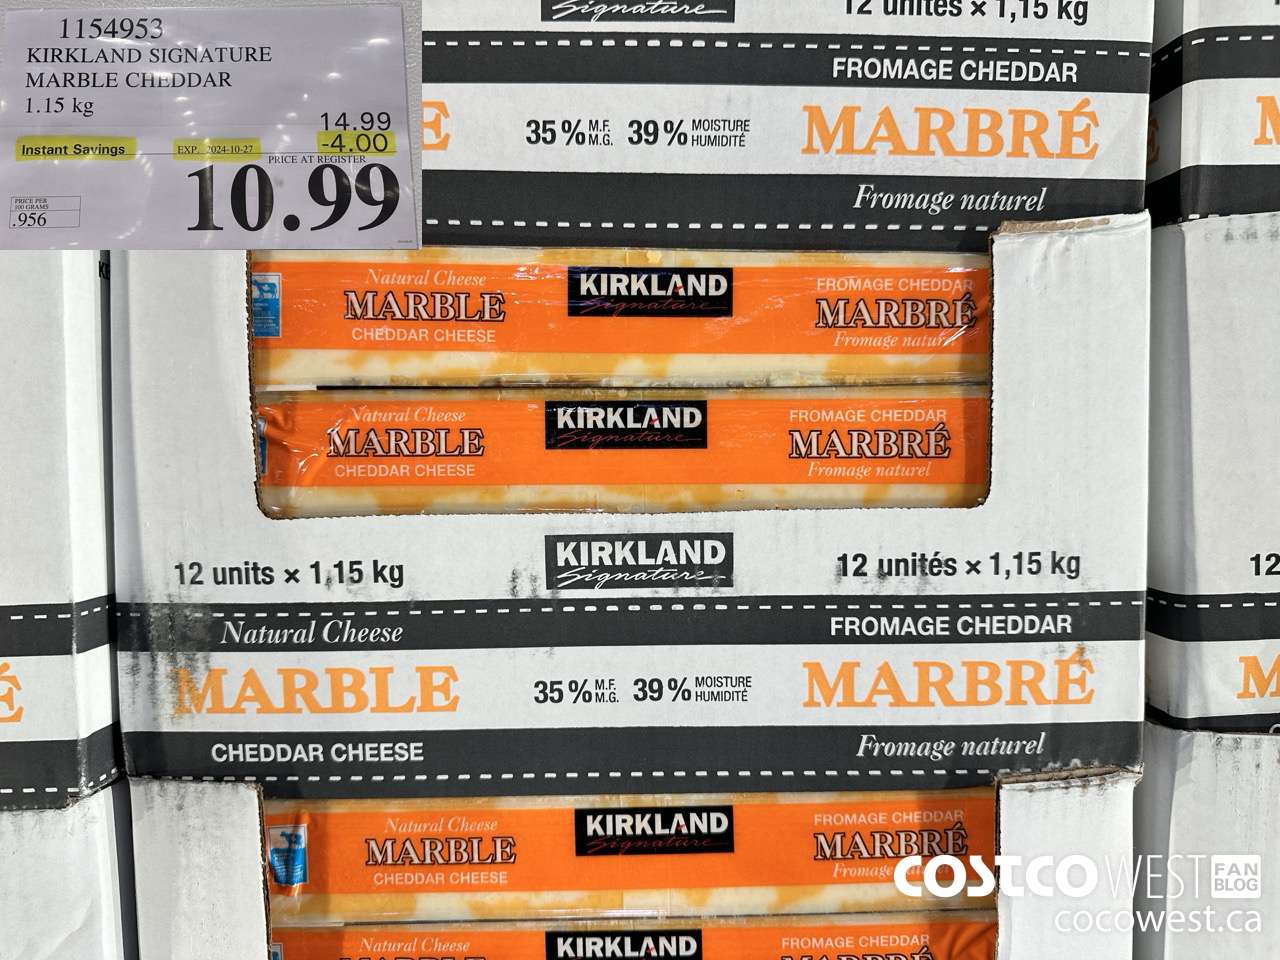 1154953
KIRKLAND SIGNATURE
MARBLE CHEDDAR
1.15 kg
14.99
Instant Savings EXP. 2024-10-27 -4.00
PRICE AT REGISTER
10.99
PRICE PER
100 GRAMS
.956
Signature
12 unités × 1,15 kg
FROMAGE CHEDDAR
35% M.F. M.G. 39% MOISTURE HUMIDITÉ
MARBRÉ
Fromage naturel
Natural Cheese
MARBLE
CHEDDAR CHEESE
KIRKLAND
Signature
FROMAGE CHEDDAR
MARBRÉ
Fromage naturel
Natural Cheese
MARBLE
CHEDDAR CHEESE
KIRKLAND
Signature
FROMAGE CHEDDAR
MARBRÉ
Fromage naturel
12 units × 1,15 kg
KIRKLAND
Signature
12 unités × 1,15 kg
12
Natural Cheese
FROMAGE CHEDDAR
MARBLE
35% M.F. M.G. 39% MOISTURE HUMIDITÉ
MARBRÉ
CHEDDAR CHEESE
Fromage naturel
Natural Cheese
MARBLE
CHEDDAR CHEESE
KIRKLAND
Signature
FROMAGE CHEDDAR
MARBRÉ
Natural Cheese
KIRKLAND
FROMAGE CHEDDAR
COSTCO WEST FAN BLOG
cocowest.ca